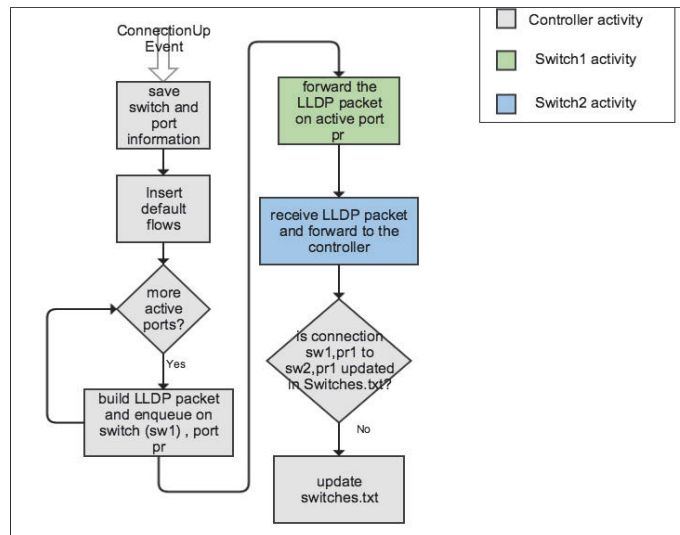 ConnectionUp
Event
save
switch and
port
information
Insert
default
flows
more
active
ports?
Yes
build LLDP packet
and enqueue on
switch (sw1) , port
pr
forward the
LLDP packet
on active port
pr
receive LLDP packet
and forward to the
controller
is connection
sw1,pr1 to
sw2,pr1 updated
in Switches.txt?
No
update
switches.txt
Controller activity
Switch1 activity
Switch2 activity